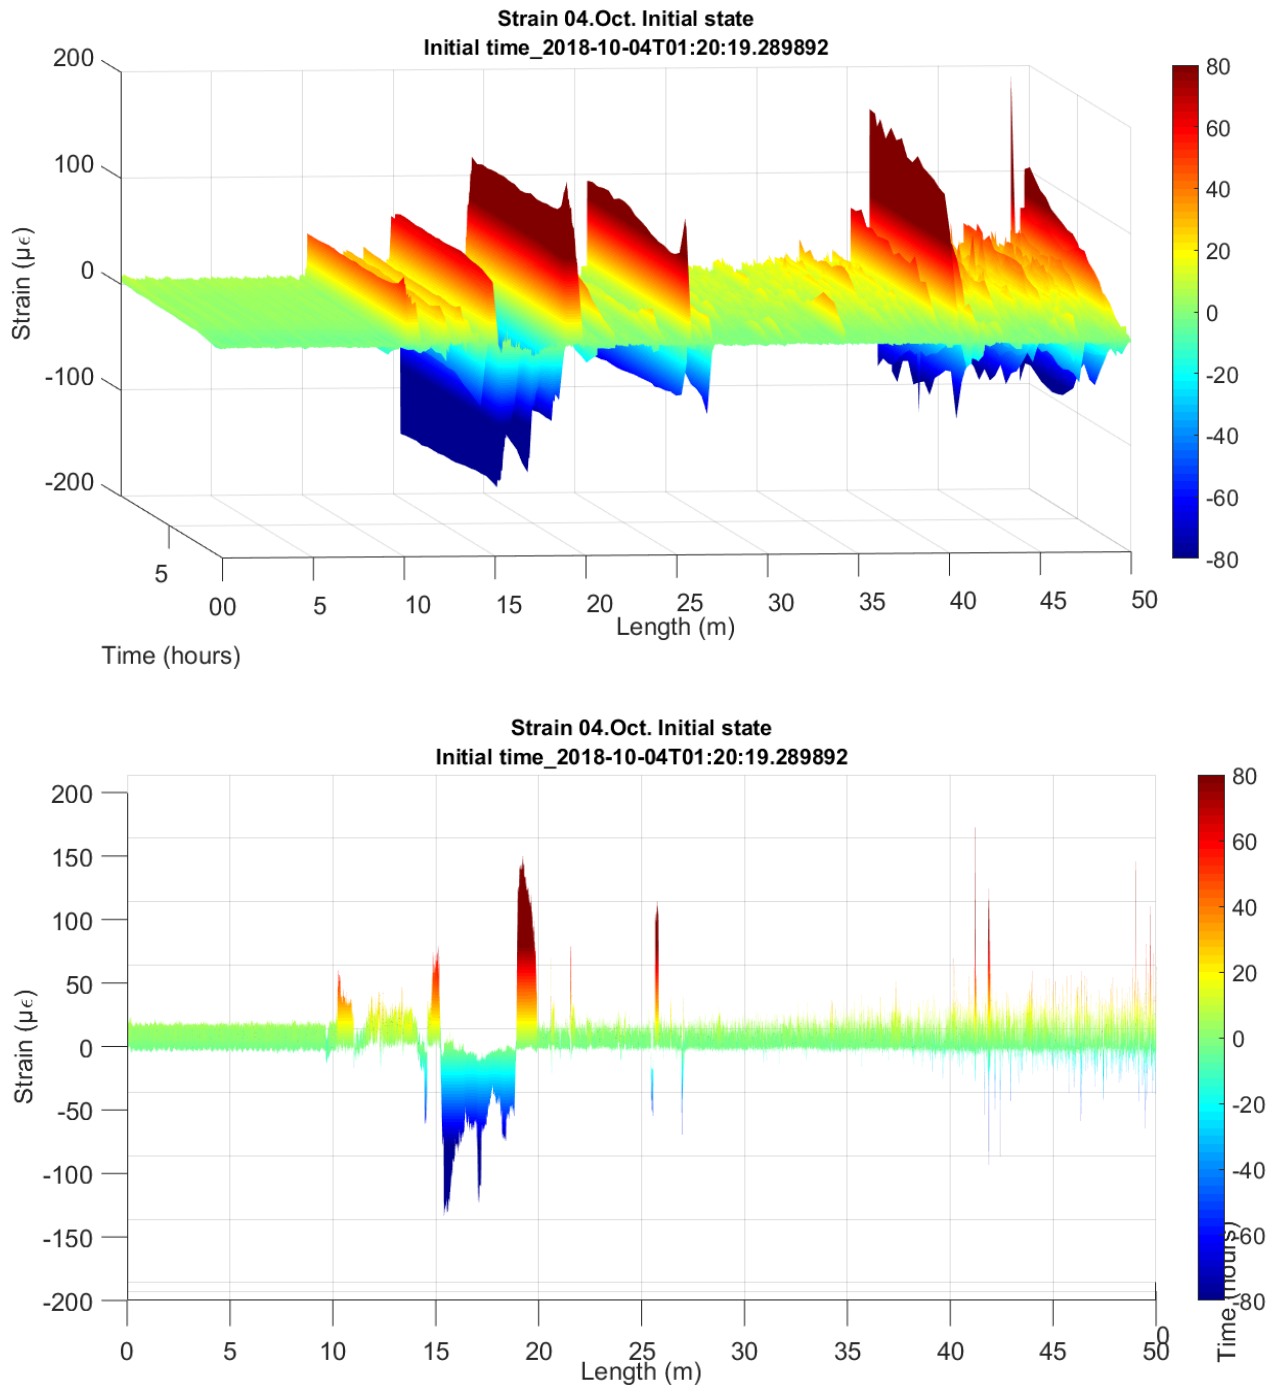 Strain 04.Oct. Initial state
Initial time_2018-10-04T01:20:19.289892
200
100
0
-100
-200
Strain (µϵ)
5
00 5 10 15 20 25 30 35 40 45 50
Length (m)
Time (hours)
80
60
40
20
0
-20
-40
-60
-80
Strain 04.Oct. Initial state
Initial time_2018-10-04T01:20:19.289892
200
150
100
50
0
-50
-100
-150
-200
Strain (µϵ)
0 5 10 15 20 25 30 35 40 45 50
0
Length (m)
Time (hours)
80
60
40
20
0
-20
-40
-60
-80